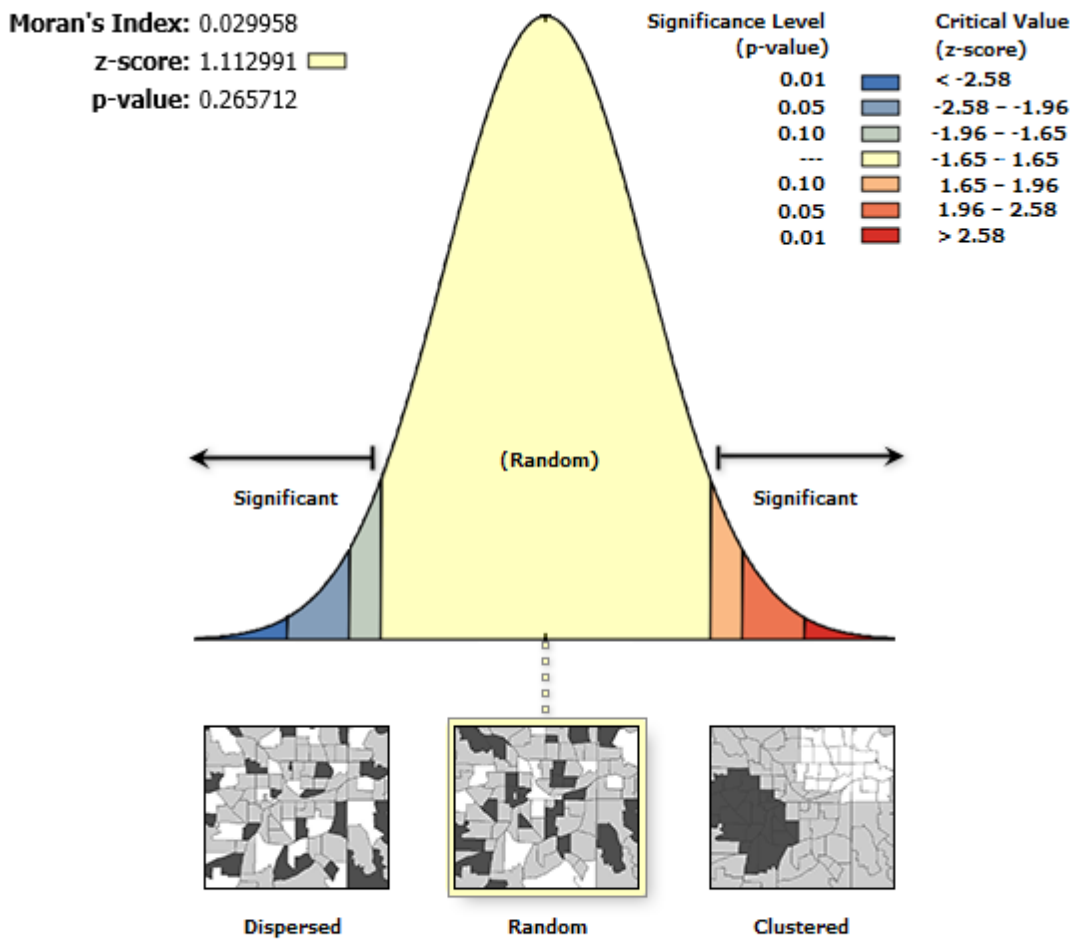 Moran's Index: 0.029958
z-score: 1.112991
p-value: 0.265712
Significance Level
(p-value)
Critical Value
(z-score)
0.01 < -2.58
0.05 -2.58 – -1.96
0.10 -1.96 – -1.65
--- -1.65 – 1.65
0.10 1.65 – 1.96
0.05 1.96 – 2.58
0.01 > 2.58
(Random)
Significant
Significant
Dispersed
Random
Clustered